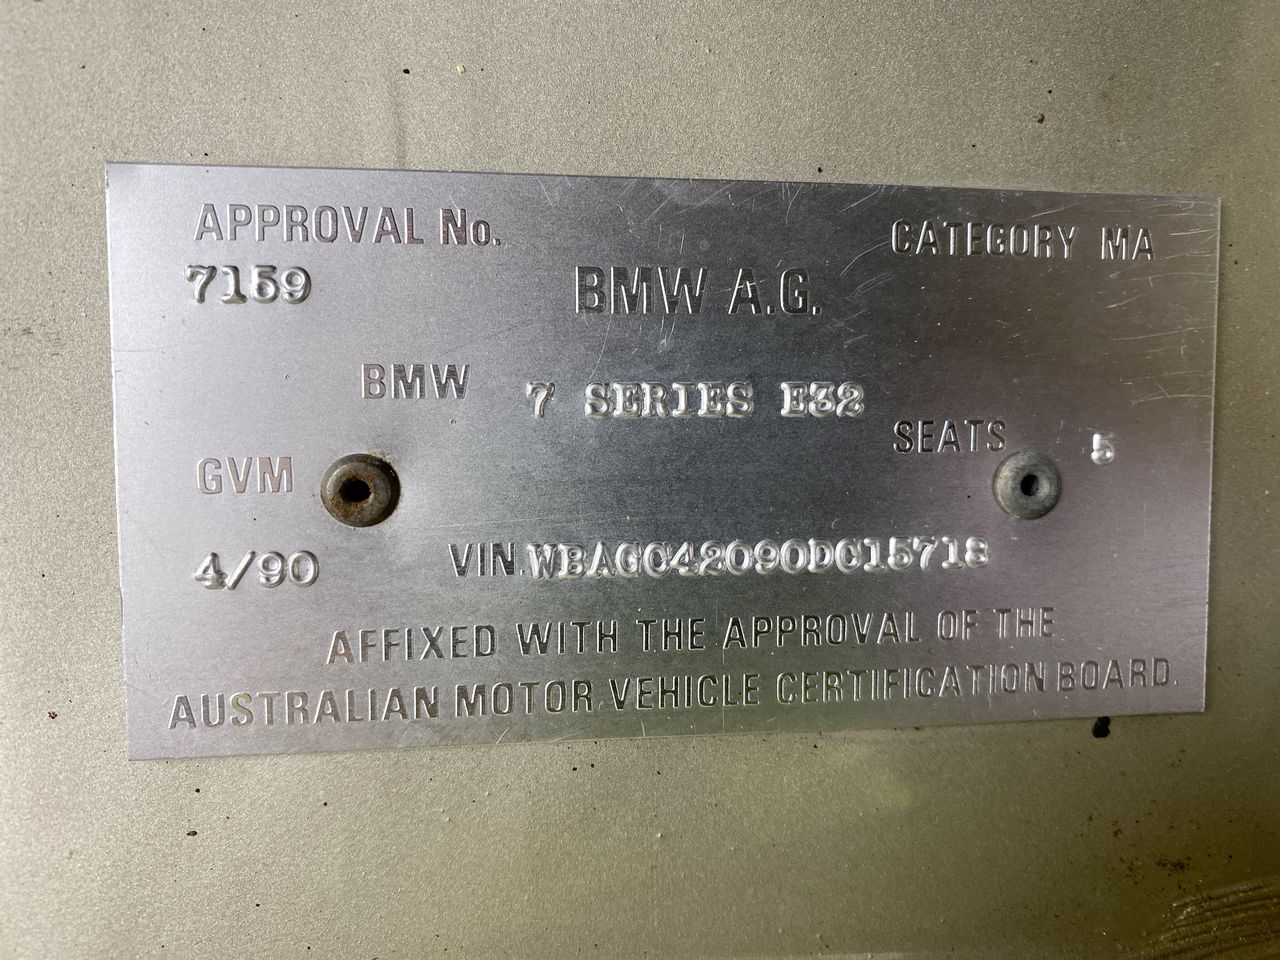 APPROVAL No. CATEGORY MA
7159 BMW A.G.
BMW 7 SERIES E32
SEATS 5
GVM
4/90 VIN. WBAGC42090DC15718
AFFIXED WITH THE APPROVAL OF THE
AUSTRALIAN MOTOR VEHICLE CERTIFICATION BOARD.